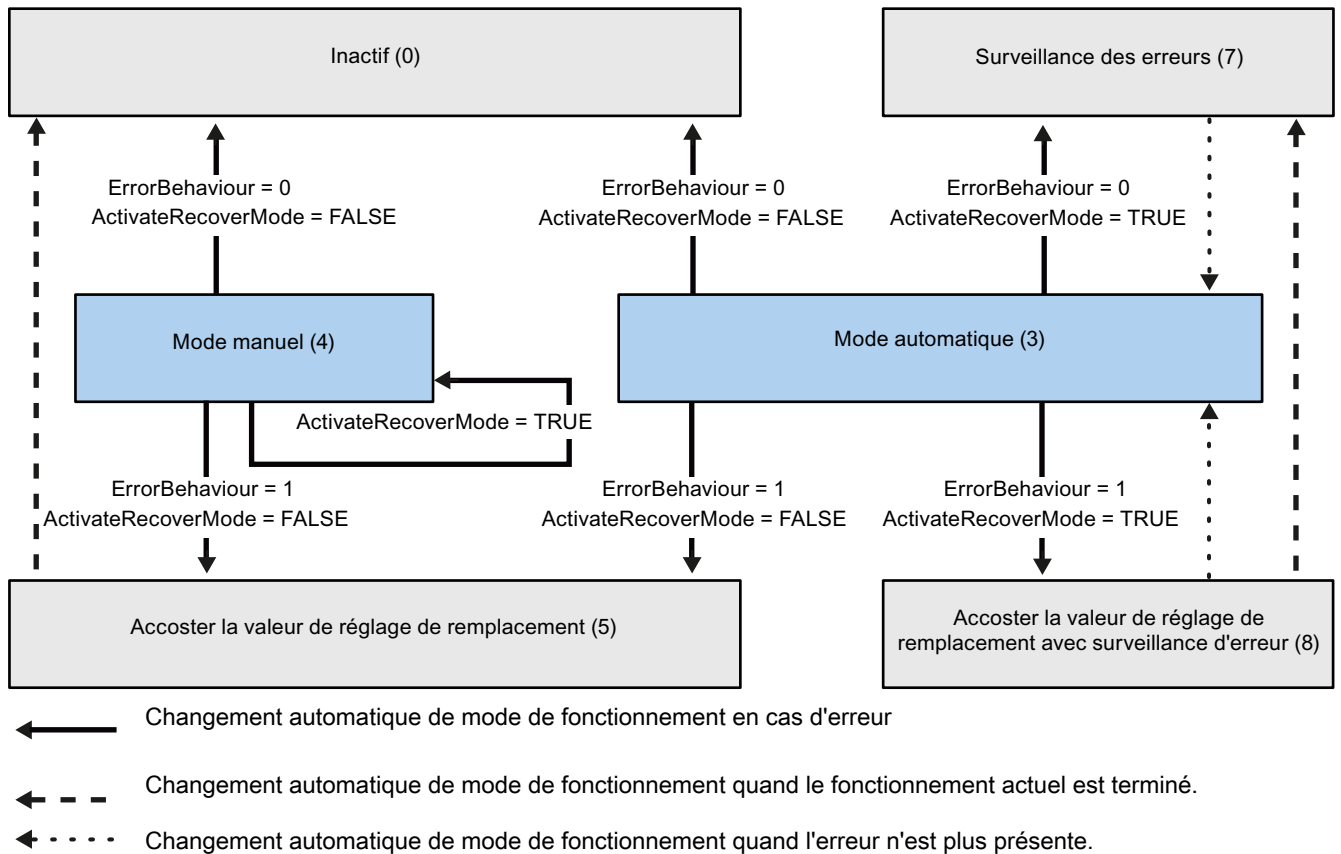 Inactif (0)
Surveillance des erreurs (7)
ErrorBehaviour = 0
ActivateRecoverMode = FALSE
ErrorBehaviour = 0
ActivateRecoverMode = FALSE
ErrorBehaviour = 0
ActivateRecoverMode = TRUE
Mode manuel (4)
Mode automatique (3)
ActivateRecoverMode = TRUE
ErrorBehaviour = 1
ActivateRecoverMode = FALSE
ErrorBehaviour = 1
ActivateRecoverMode = FALSE
ErrorBehaviour = 1
ActivateRecoverMode = TRUE
Accoster la valeur de réglage de remplacement (5)
Accoster la valeur de réglage de
remplacement avec surveillance d'erreur (8)
Changement automatique de mode de fonctionnement en cas d'erreur
Changement automatique de mode de fonctionnement quand le fonctionnement actuel est terminé.
Changement automatique de mode de fonctionnement quand l'erreur n'est plus présente.